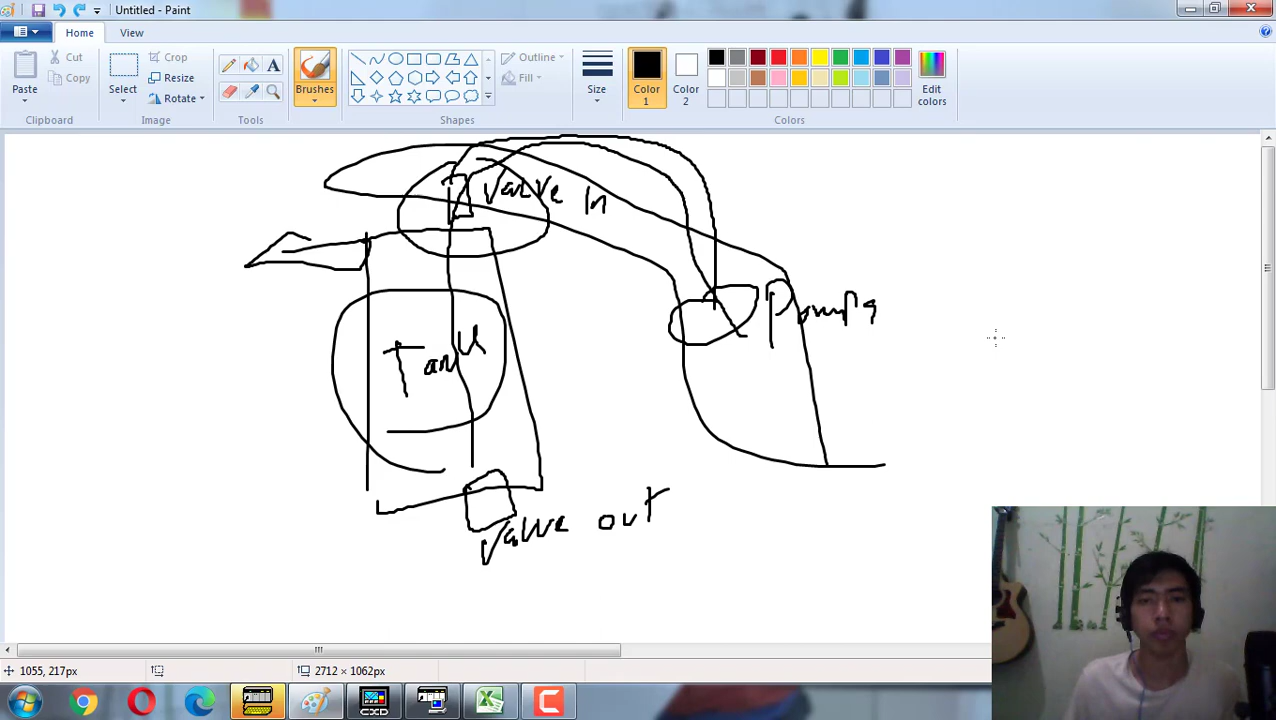 Untitled - Paint
Home View
Paste
Cut
Copy
Clipboard
Select
Crop
Resize
Rotate
Image
A
Tools
Brushes
Outline
Fill
Shapes
Size
Color 1
Color 2
Edit colors
Colors
Valve In
Tank
Valve out
1055, 217px
2712 × 1062px
CXD